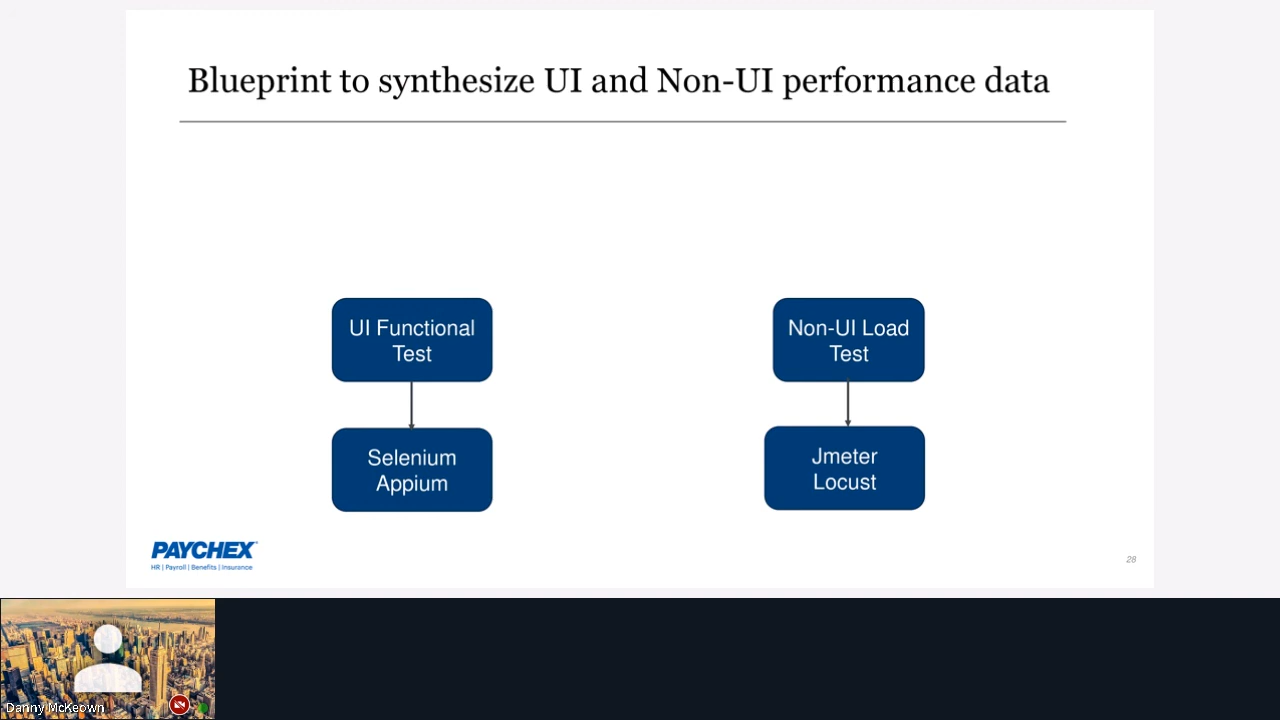 Blueprint to synthesize UI and Non-UI performance data
UI Functional
Test
Non-UI Load
Test
Selenium
Appium
Jmeter
Locust
PAYCHEX
HR | Payroll | Benefits | Insurance
28
Danny McKeown